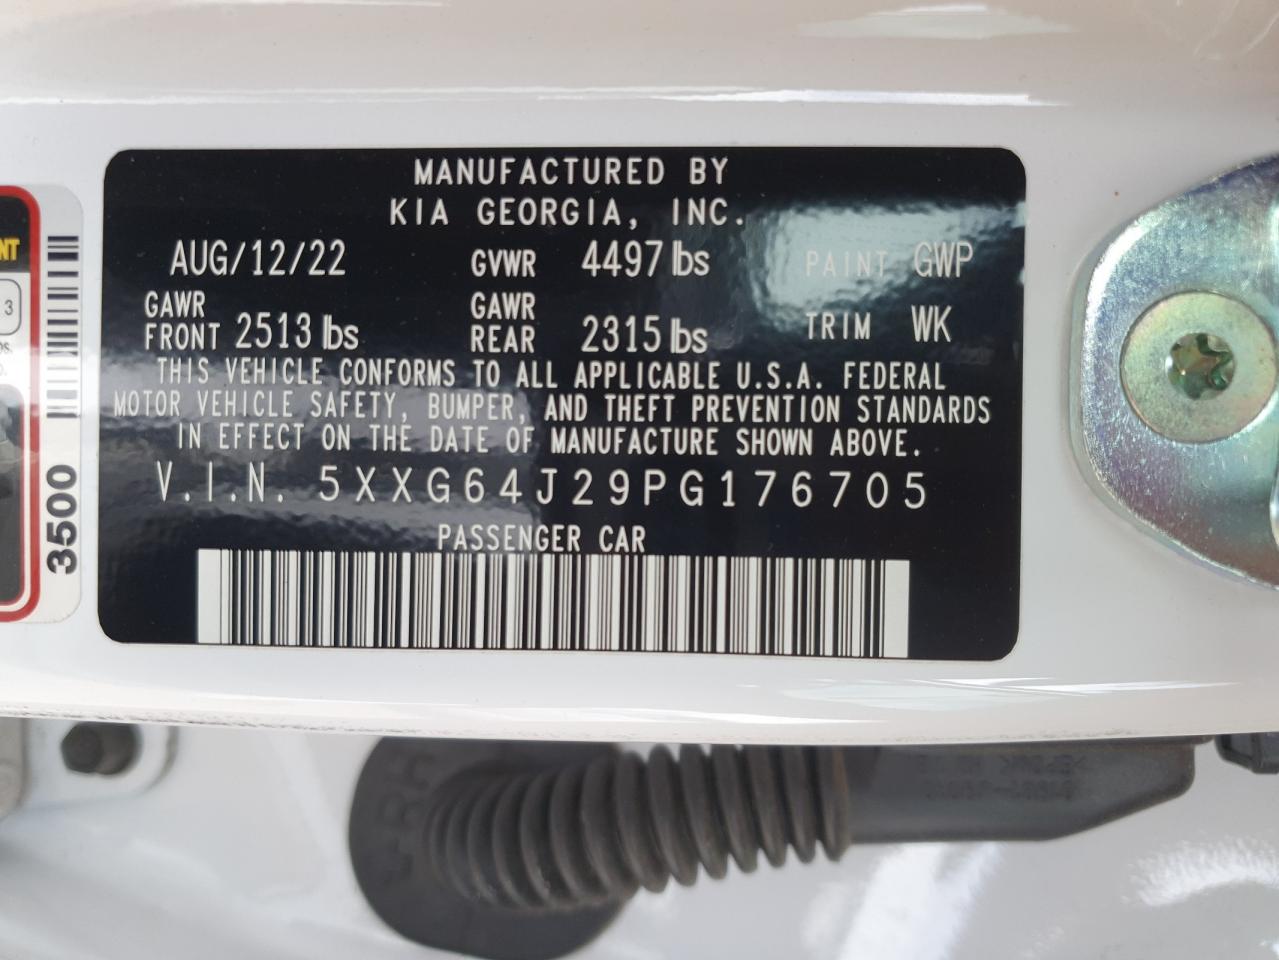 MANUFACTURED BY
KIA GEORGIA, INC.
AUG/12/22 GVWR 4497 lbs PAINT GWP
GAWR FRONT 2513 lbs GAWR REAR 2315 lbs TRIM WK
THIS VEHICLE CONFORMS TO ALL APPLICABLE U.S.A. FEDERAL
MOTOR VEHICLE SAFETY, BUMPER, AND THEFT PREVENTION STANDARDS
IN EFFECT ON THE DATE OF MANUFACTURE SHOWN ABOVE.
V.I.N. 5XXG64J29PG176705
PASSENGER CAR
3500
3
RH